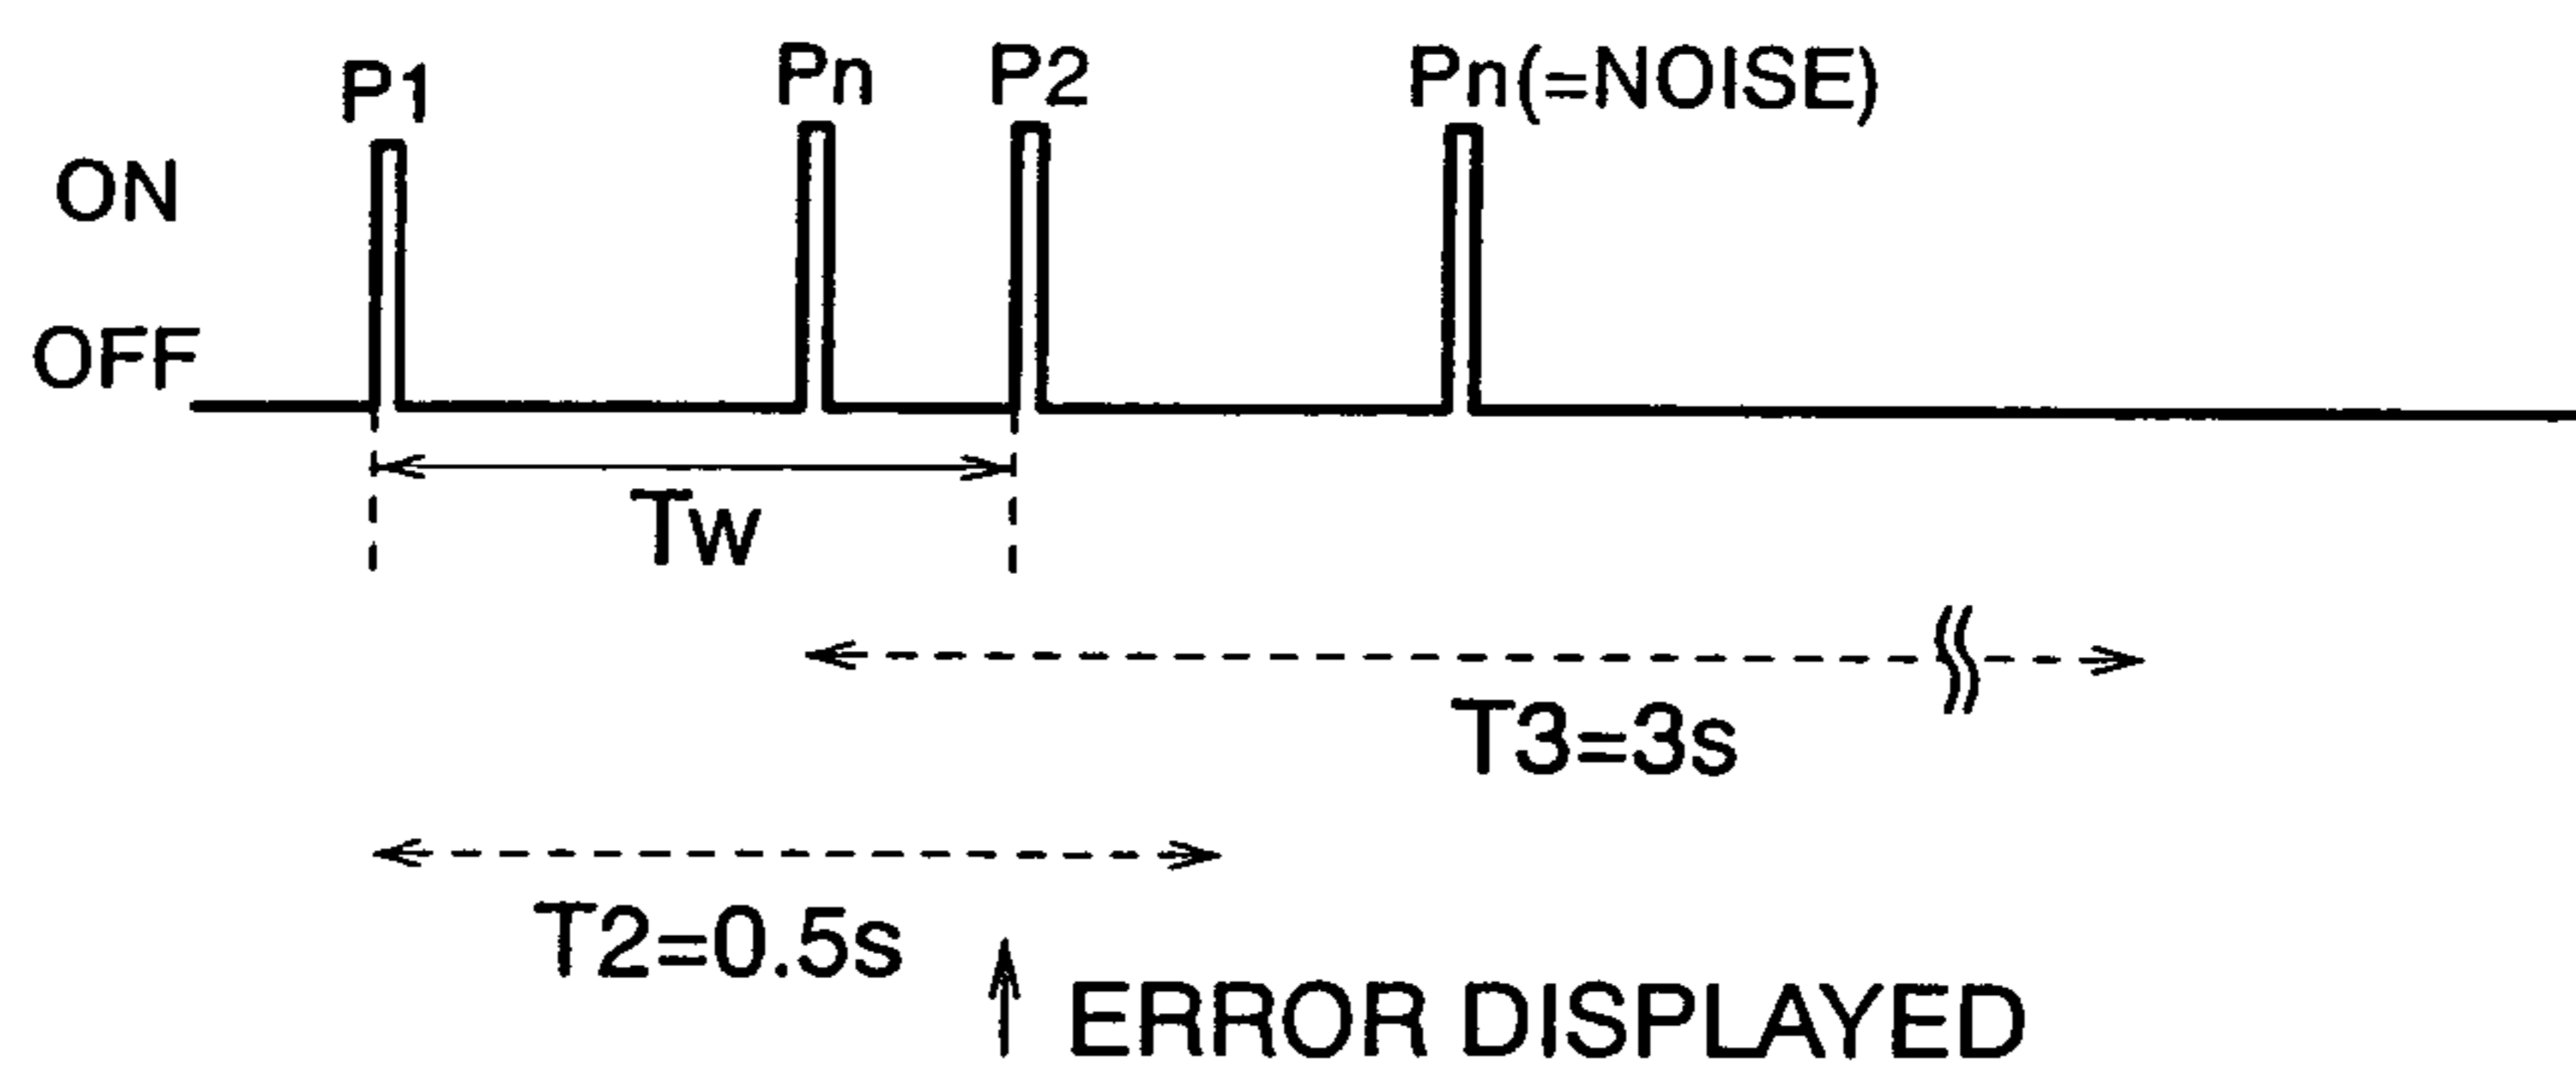 P1 Pn P2 Pn(=NOISE)
ON
OFF
Tw
T3=3s
T2=0.5s
ERROR DISPLAYED